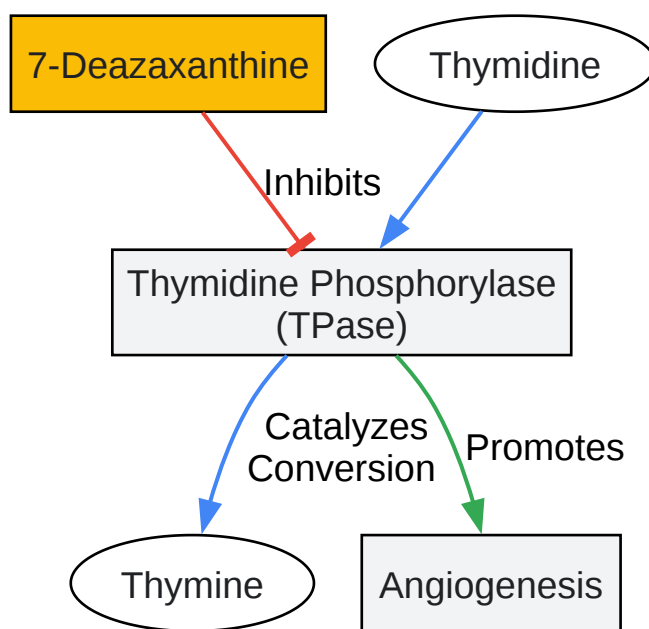 7-Deazaxanthine
Thymidine
Inhibits
Thymidine Phosphorylase
(TPase)
Catalyzes
Conversion
Promotes
Thymine
Angiogenesis